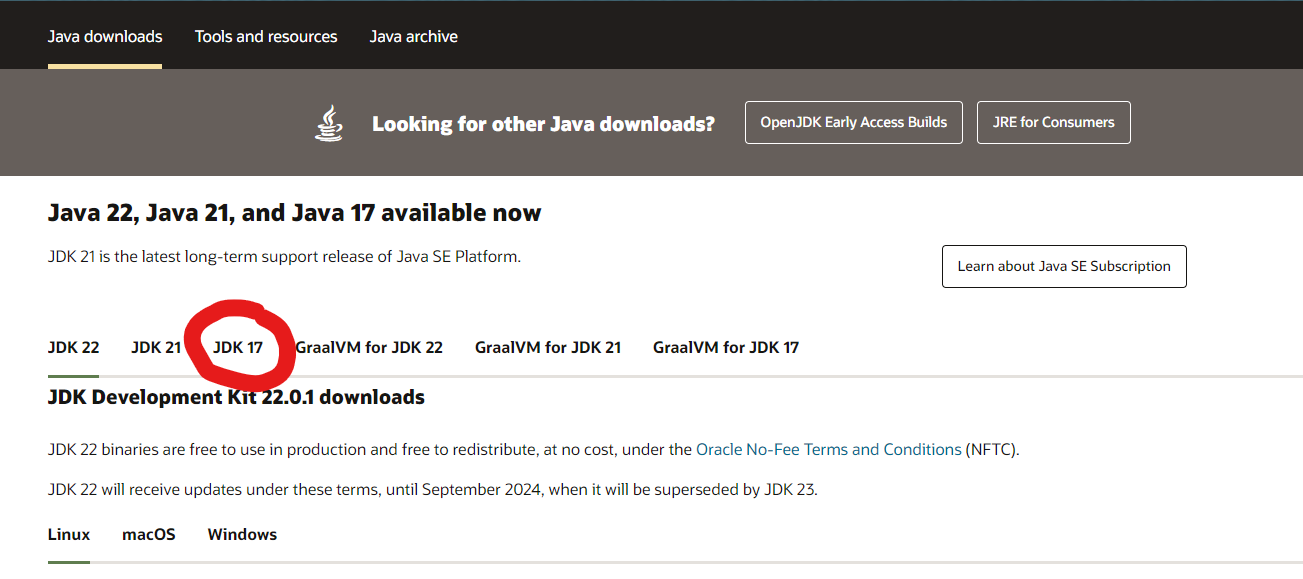 Java downloads Tools and resources Java archive
Looking for other Java downloads? OpenJDK Early Access Builds JRE for Consumers
Java 22, Java 21, and Java 17 available now
JDK 21 is the latest long-term support release of Java SE Platform.
Learn about Java SE Subscription
JDK 22 JDK 21 JDK 17 GraalVM for JDK 22 GraalVM for JDK 21 GraalVM for JDK 17
JDK Development Kit 22.0.1 downloads
JDK 22 binaries are free to use in production and free to redistribute, at no cost, under the Oracle No-Fee Terms and Conditions (NFTC).
JDK 22 will receive updates under these terms, until September 2024, when it will be superseded by JDK 23.
Linux macOS Windows